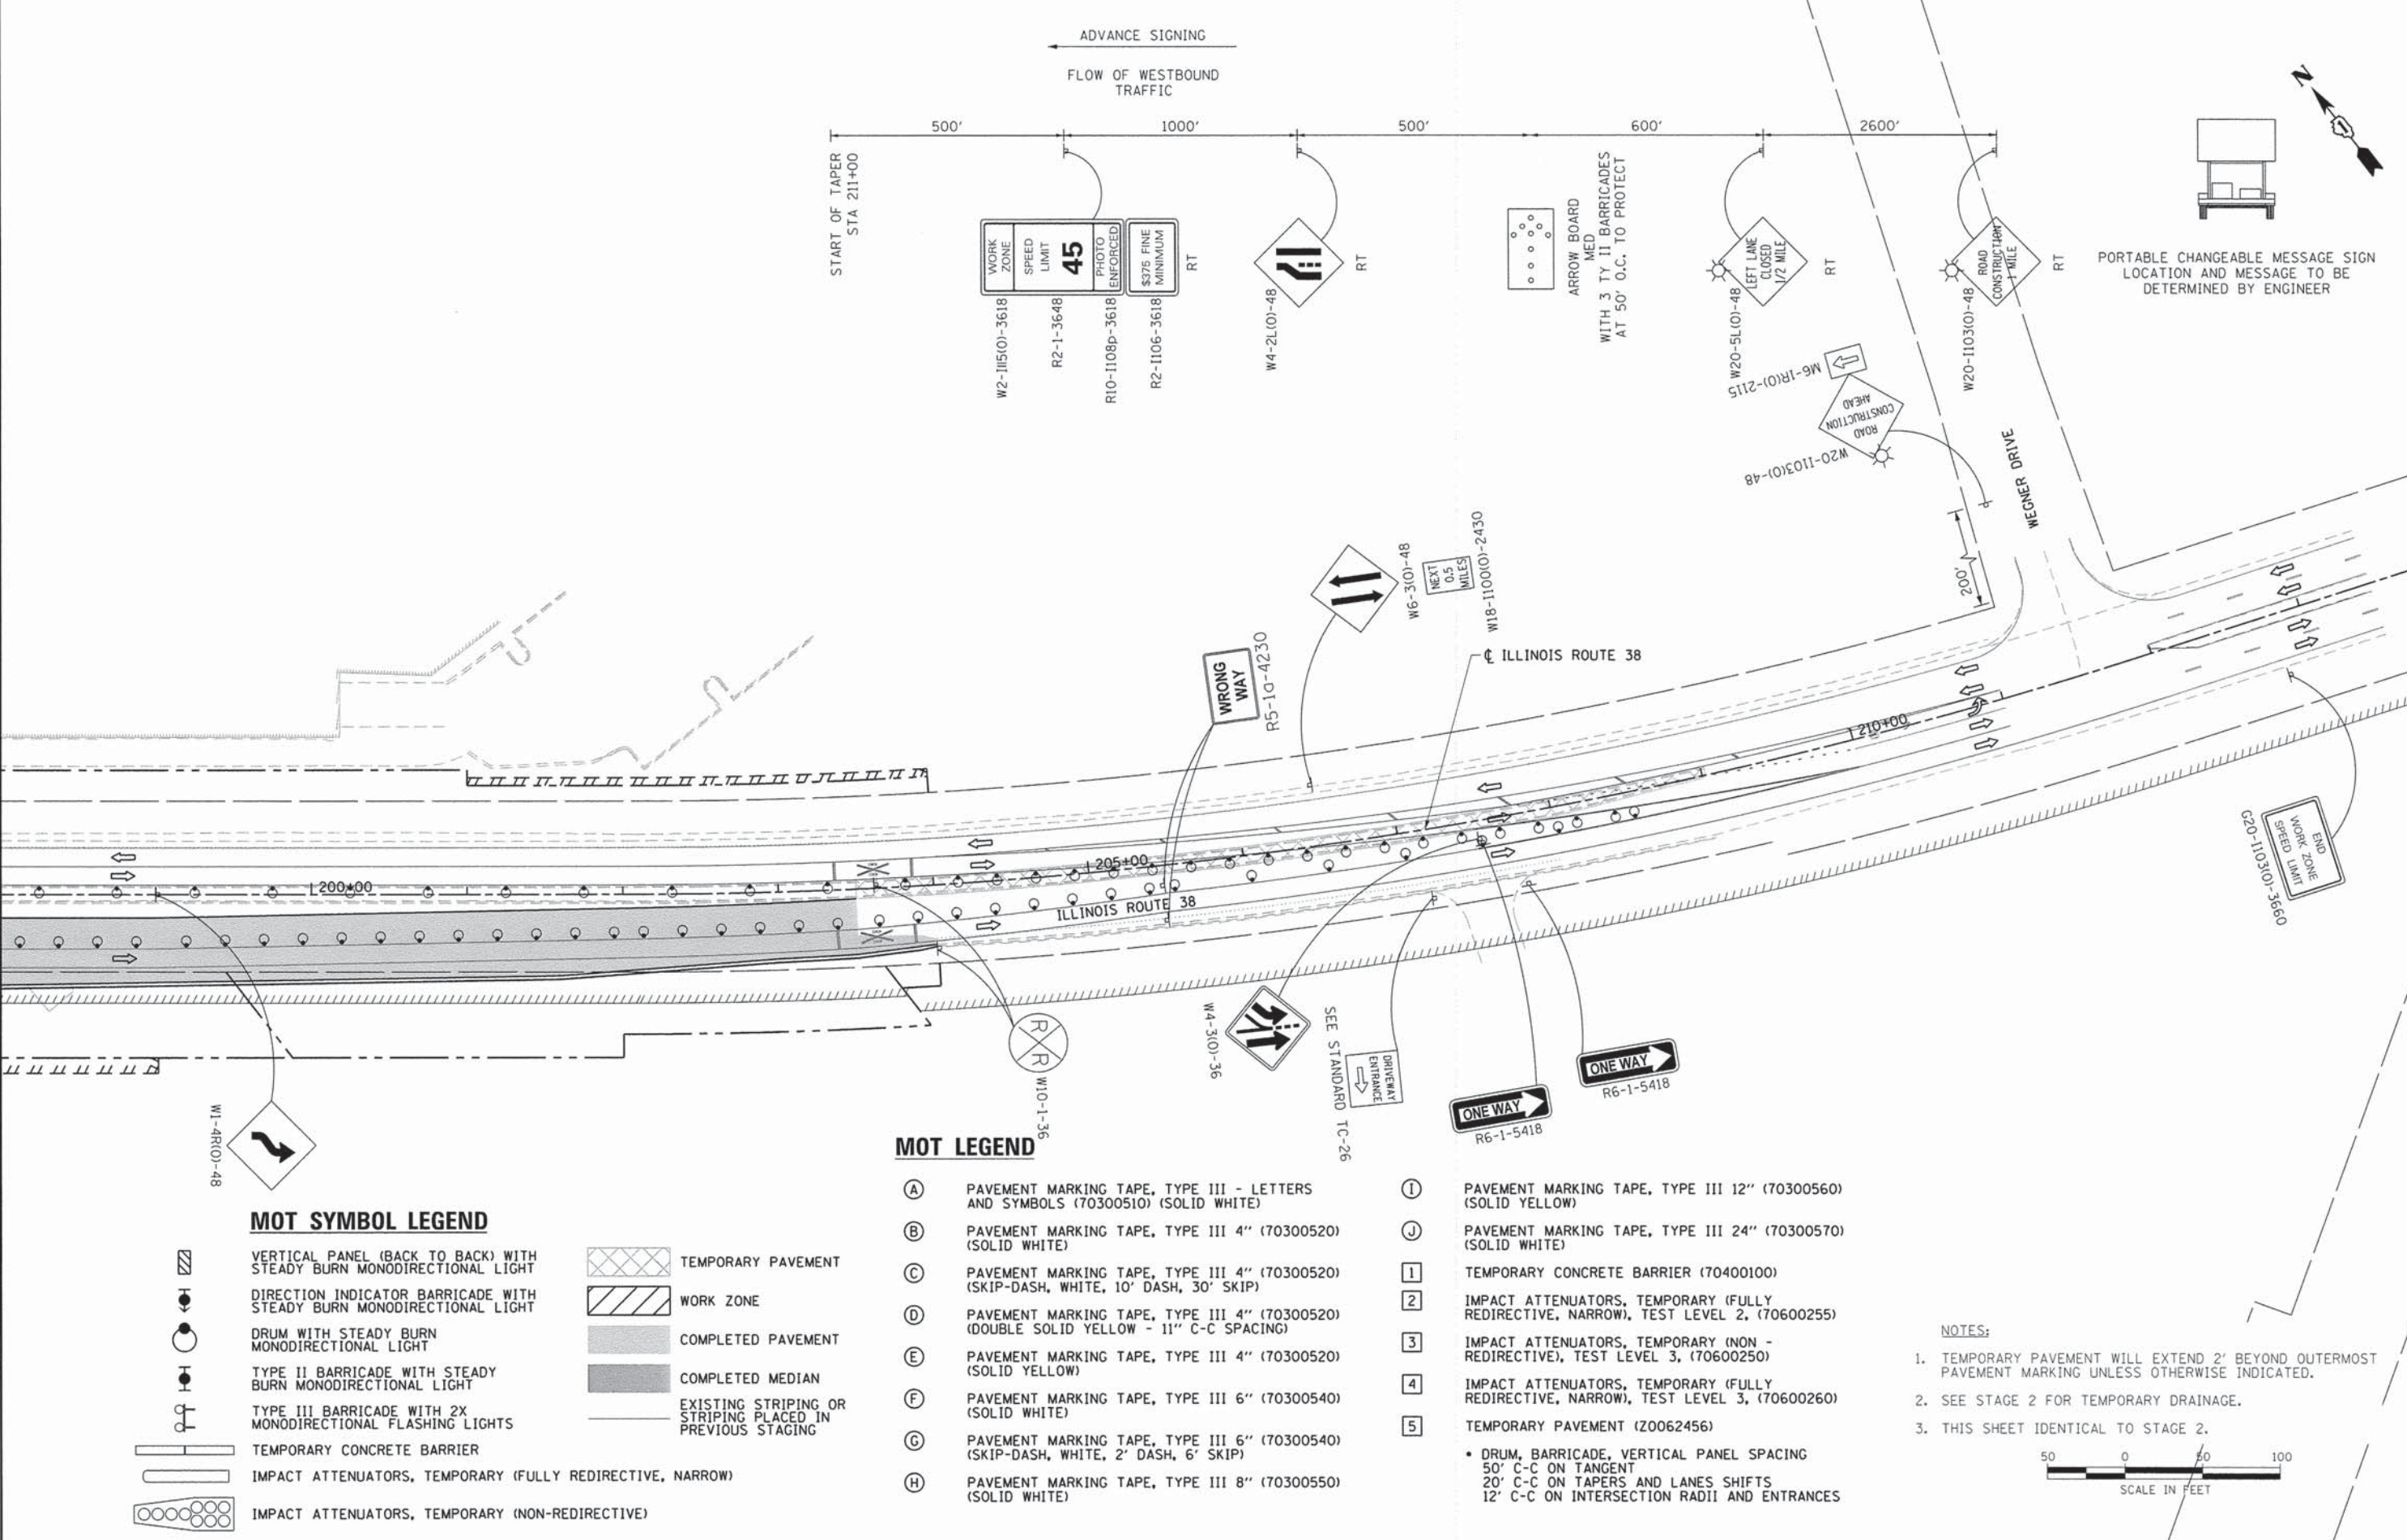 ADVANCE SIGNING
FLOW OF WESTBOUND
TRAFFIC
500'
1000'
500'
600'
2600'
START OF TAPER
STA 211+00
WORK
ZONE
SPEED
LIMIT
45
PHOTO
ENFORCED
$375 FINE
MINIMUM
RT
W2-I115(O)-3618
R2-1-3648
R10-I108p-3618
R2-I106-3618
RT
W4-2L(O)-48
ARROW BOARD
MED
WITH 3 TY II BARRICADES
AT 50' O.C. TO PROTECT
LEFT LANE
CLOSED
1/2 MILE
RT
W20-5L(O)-48
ROAD
CONSTRUCTION
1 MILE
RT
W20-I103(O)-48
N
1
PORTABLE CHANGEABLE MESSAGE SIGN
LOCATION AND MESSAGE TO BE
DETERMINED BY ENGINEER
M6-1R(O)-2115
ROAD
CONSTRUCTION
AHEAD
W20-I103(O)-48
WEGNER DRIVE
200'
W6-3(O)-48
NEXT
0.5
MILES
W18-I100(O)-2430
WRONG
WAY
R5-1a-4230
℄ ILLINOIS ROUTE 38
200+00
205+00
210+00
ILLINOIS ROUTE 38
END
WORK ZONE
SPEED LIMIT
G20-I103(O)-3660
W1-4R(O)-48
R R
W10-1-36
W4-3(O)-36
SEE STANDARD TC-26
DRIVEWAY
ENTRANCE
ONE WAY
R6-1-5418
ONE WAY
R6-1-5418
MOT SYMBOL LEGEND
VERTICAL PANEL (BACK TO BACK) WITH
STEADY BURN MONODIRECTIONAL LIGHT
DIRECTION INDICATOR BARRICADE WITH
STEADY BURN MONODIRECTIONAL LIGHT
DRUM WITH STEADY BURN
MONODIRECTIONAL LIGHT
TYPE II BARRICADE WITH STEADY
BURN MONODIRECTIONAL LIGHT
TYPE III BARRICADE WITH 2X
MONODIRECTIONAL FLASHING LIGHTS
TEMPORARY CONCRETE BARRIER
IMPACT ATTENUATORS, TEMPORARY (FULLY REDIRECTIVE, NARROW)
IMPACT ATTENUATORS, TEMPORARY (NON-REDIRECTIVE)
TEMPORARY PAVEMENT
WORK ZONE
COMPLETED PAVEMENT
COMPLETED MEDIAN
EXISTING STRIPING OR
STRIPING PLACED IN
PREVIOUS STAGING
MOT LEGEND
A PAVEMENT MARKING TAPE, TYPE III - LETTERS
AND SYMBOLS (70300510) (SOLID WHITE)
B PAVEMENT MARKING TAPE, TYPE III 4" (70300520)
(SOLID WHITE)
C PAVEMENT MARKING TAPE, TYPE III 4" (70300520)
(SKIP-DASH, WHITE, 10' DASH, 30' SKIP)
D PAVEMENT MARKING TAPE, TYPE III 4" (70300520)
(DOUBLE SOLID YELLOW - 11" C-C SPACING)
E PAVEMENT MARKING TAPE, TYPE III 4" (70300520)
(SOLID YELLOW)
F PAVEMENT MARKING TAPE, TYPE III 6" (70300540)
(SOLID WHITE)
G PAVEMENT MARKING TAPE, TYPE III 6" (70300540)
(SKIP-DASH, WHITE, 2' DASH, 6' SKIP)
H PAVEMENT MARKING TAPE, TYPE III 8" (70300550)
(SOLID WHITE)
I PAVEMENT MARKING TAPE, TYPE III 12" (70300560)
(SOLID YELLOW)
J PAVEMENT MARKING TAPE, TYPE III 24" (70300570)
(SOLID WHITE)
1 TEMPORARY CONCRETE BARRIER (70400100)
2 IMPACT ATTENUATORS, TEMPORARY (FULLY
REDIRECTIVE, NARROW), TEST LEVEL 2, (70600255)
3 IMPACT ATTENUATORS, TEMPORARY (NON -
REDIRECTIVE), TEST LEVEL 3, (70600250)
4 IMPACT ATTENUATORS, TEMPORARY (FULLY
REDIRECTIVE, NARROW), TEST LEVEL 3, (70600260)
5 TEMPORARY PAVEMENT (Z0062456)
• DRUM, BARRICADE, VERTICAL PANEL SPACING
50' C-C ON TANGENT
20' C-C ON TAPERS AND LANES SHIFTS
12' C-C ON INTERSECTION RADII AND ENTRANCES
NOTES:
1. TEMPORARY PAVEMENT WILL EXTEND 2' BEYOND OUTERMOST
PAVEMENT MARKING UNLESS OTHERWISE INDICATED.
2. SEE STAGE 2 FOR TEMPORARY DRAINAGE.
3. THIS SHEET IDENTICAL TO STAGE 2.
50 0 50 100
SCALE IN FEET